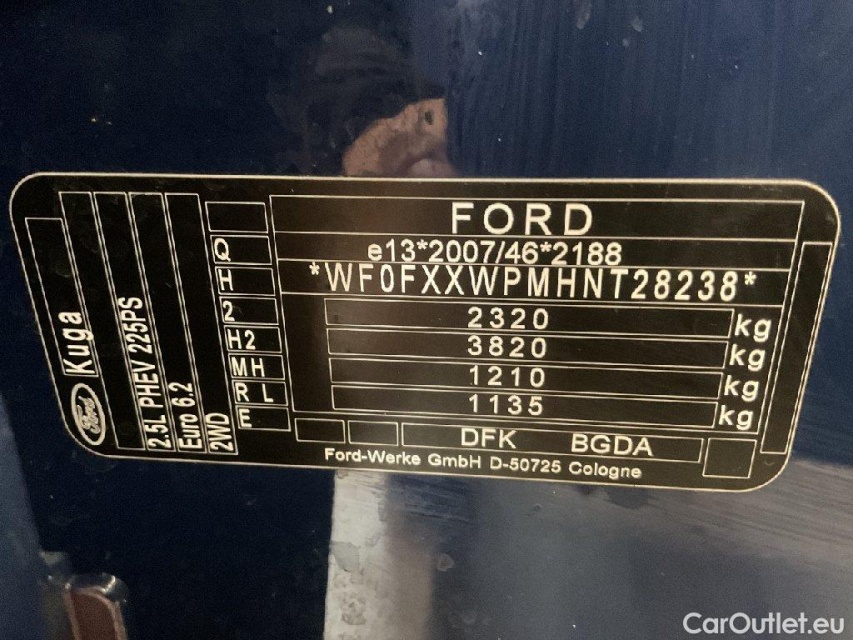 FORD
e13*2007/46*2188
*WF0FXXWPMHNT28238*
2320 kg
3820 kg
1210 kg
1135 kg
DFK BGDA
Ford-Werke GmbH D-50725 Cologne
Q
H
2
H2
MH
R L
E
Ford Kuga
2.5L PHEV 225PS
Euro 6.2
2WD
CarOutlet.eu